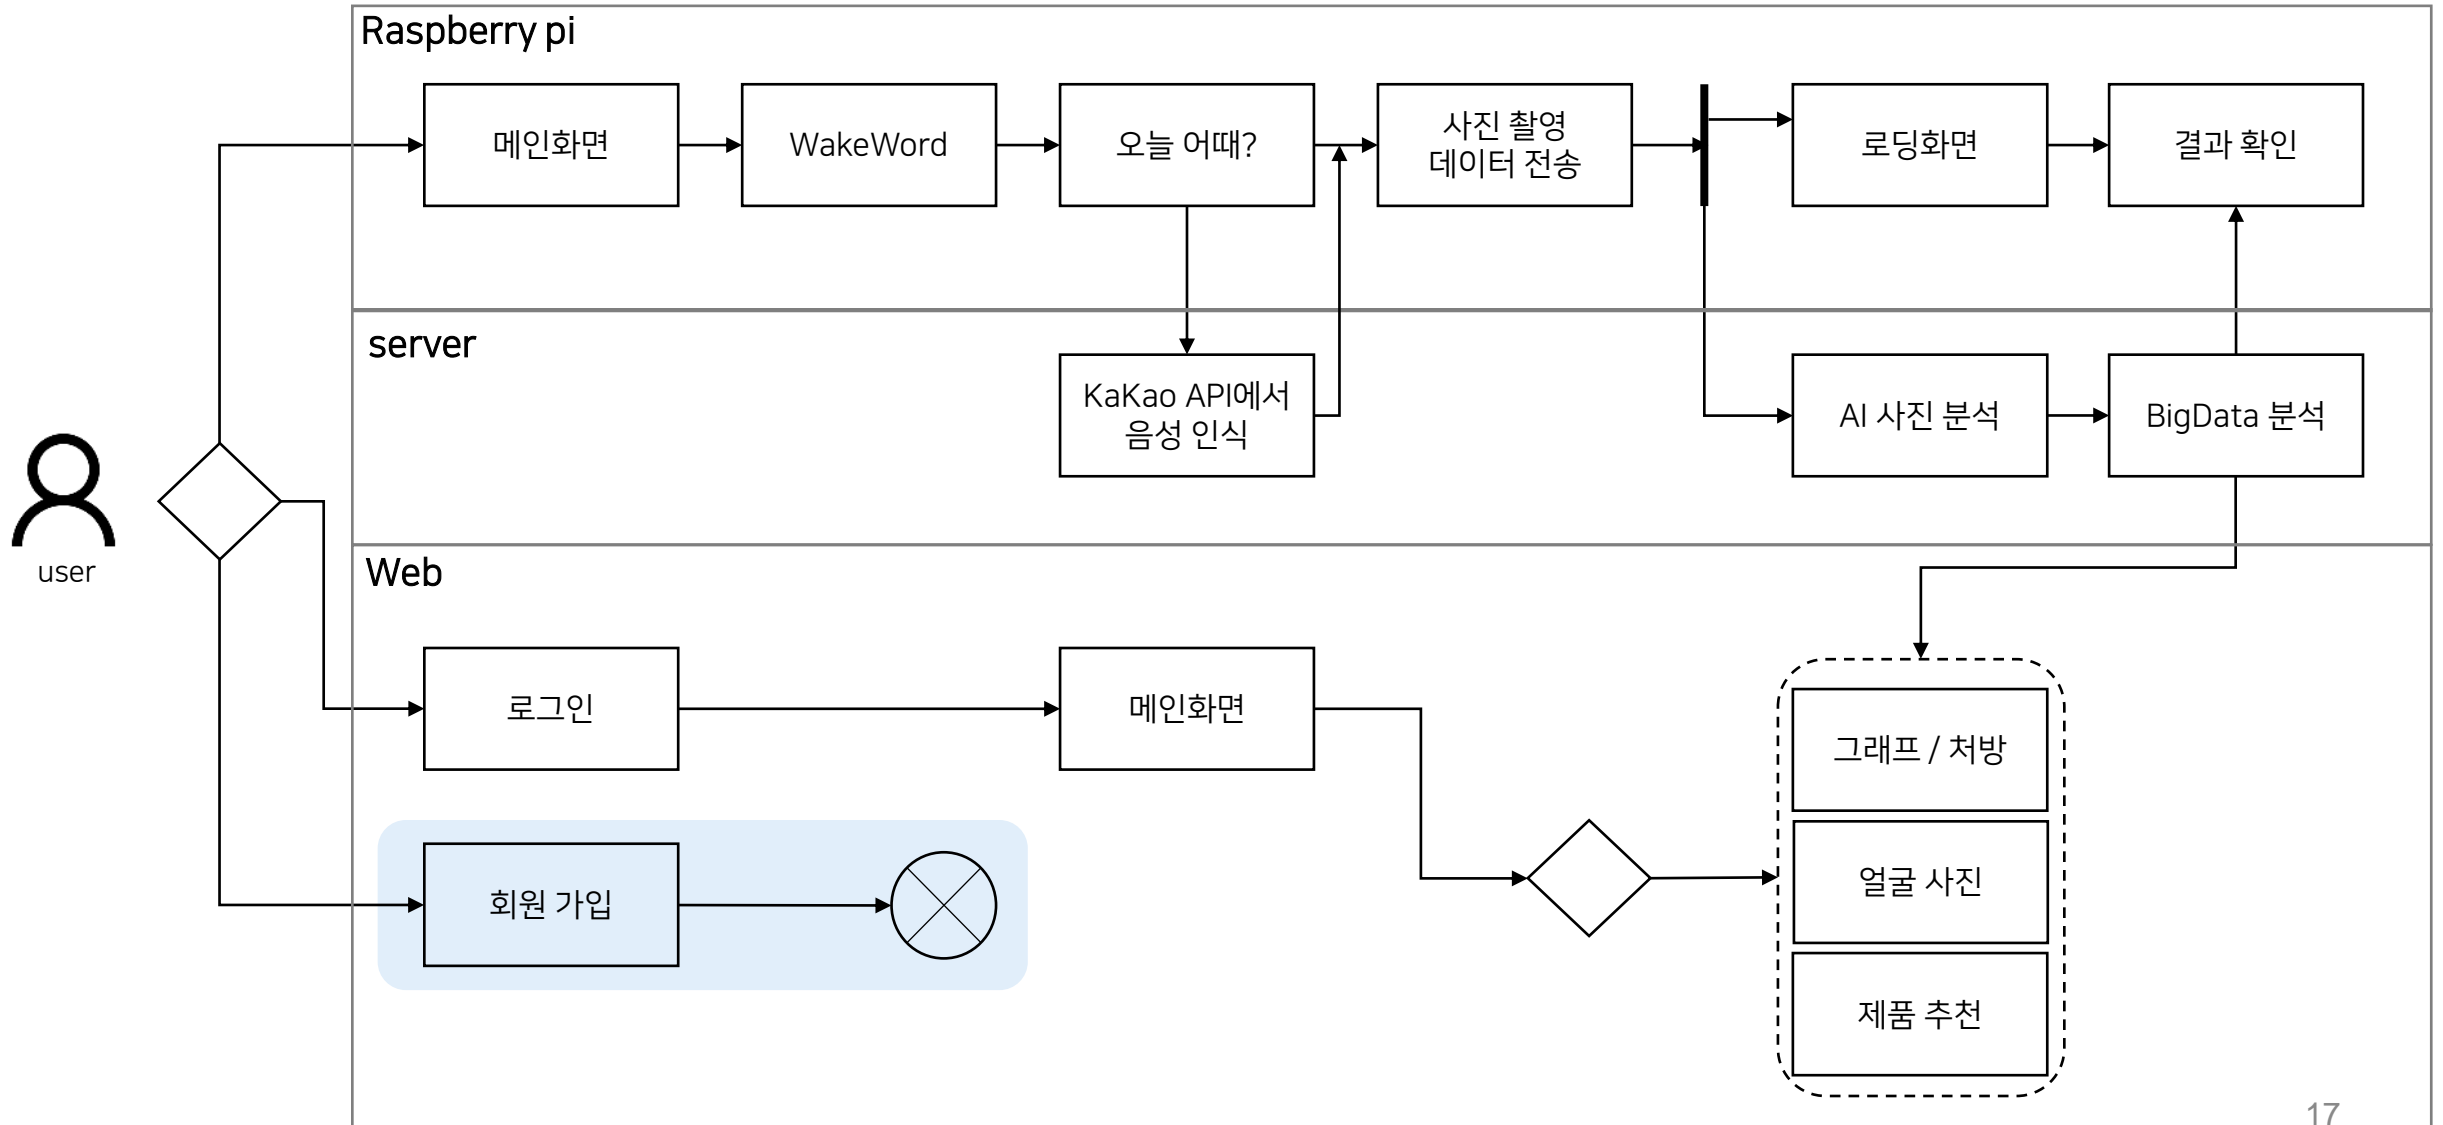 Raspberry pi
메인화면
WakeWord
오늘 어때?
사진 촬영
데이터 전송
로딩화면
결과 확인
server
KaKao API에서
음성 인식
AI 사진 분석
BigData 분석
user
Web
로그인
메인화면
그래프 / 처방
회원 가입
얼굴 사진
제품 추천
17